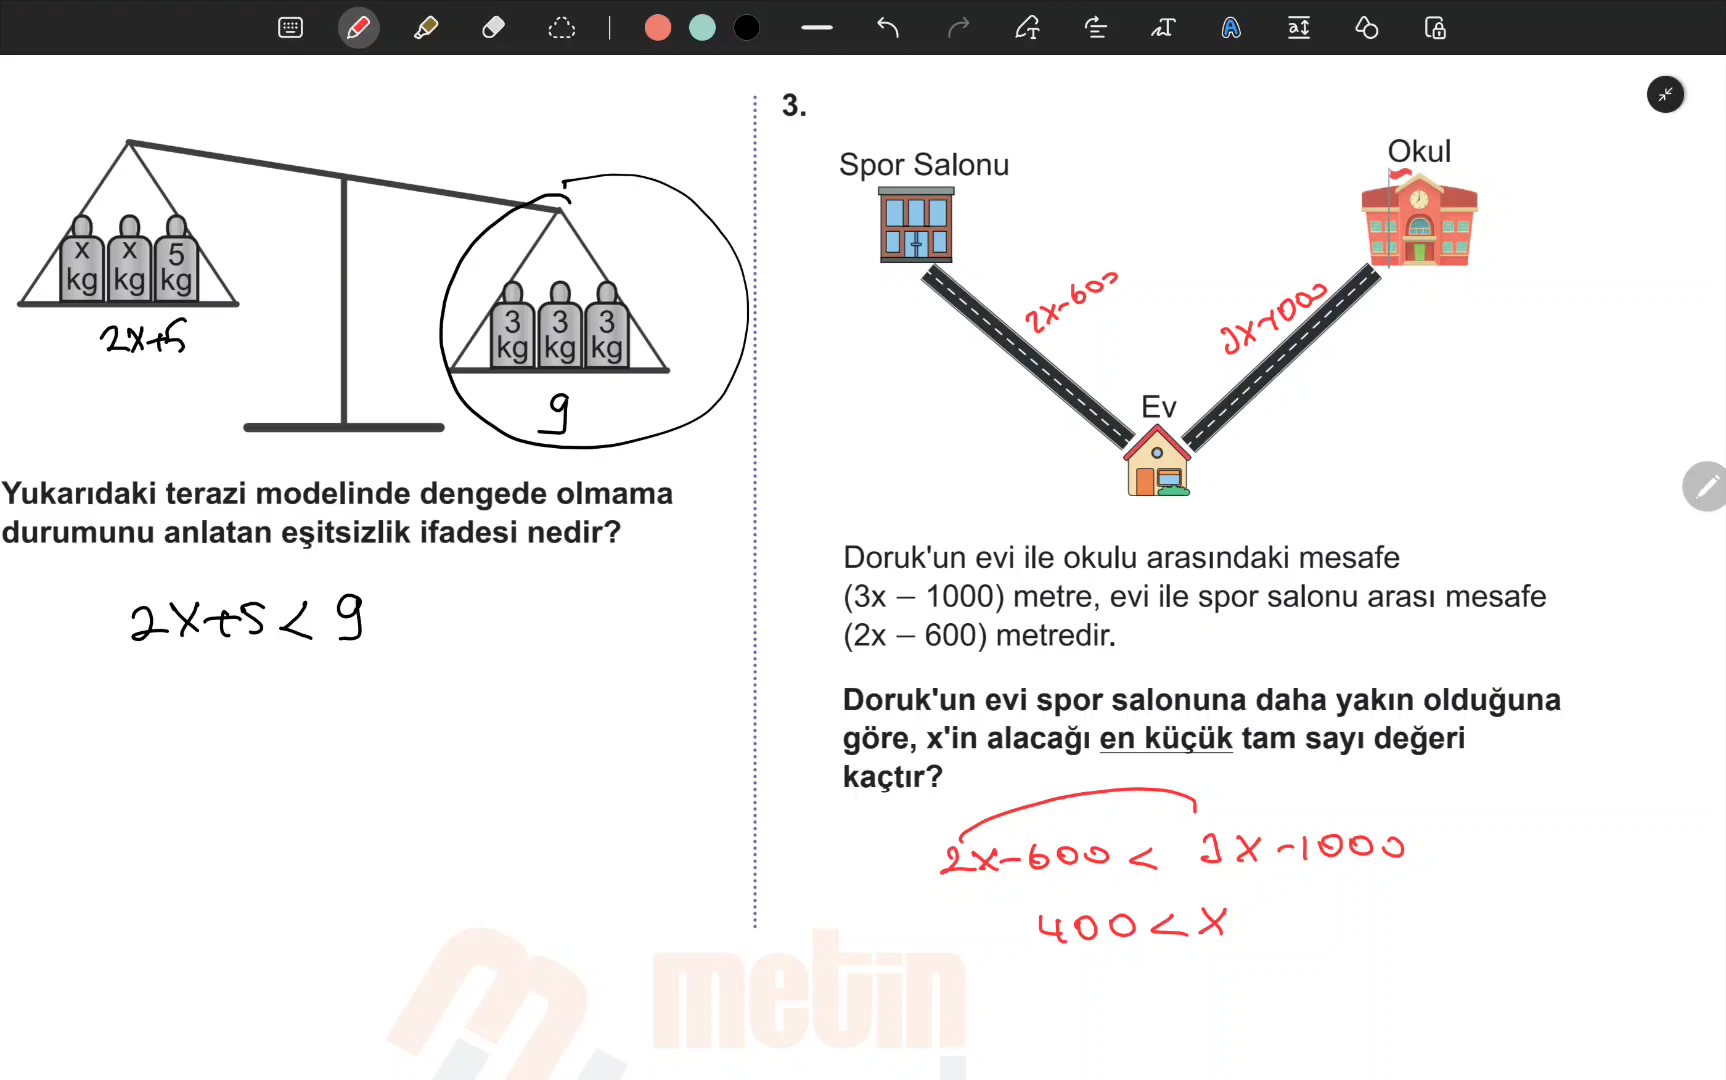 x kg x kg 5 kg
2x+5
3 kg 3 kg 3 kg
9
Yukarıdaki terazi modelinde dengede olmama
durumunu anlatan eşitsizlik ifadesi nedir?
2x+5 < 9
3.
Spor Salonu
Okul
2x-600
3x-1000
Ev
Doruk'un evi ile okulu arasındaki mesafe
(3x – 1000) metre, evi ile spor salonu arası mesafe
(2x – 600) metredir.
Doruk'un evi spor salonuna daha yakın olduğuna
göre, x'in alacağı en küçük tam sayı değeri
kaçtır?
2x-600 < 3x-1000
400 < x
metin